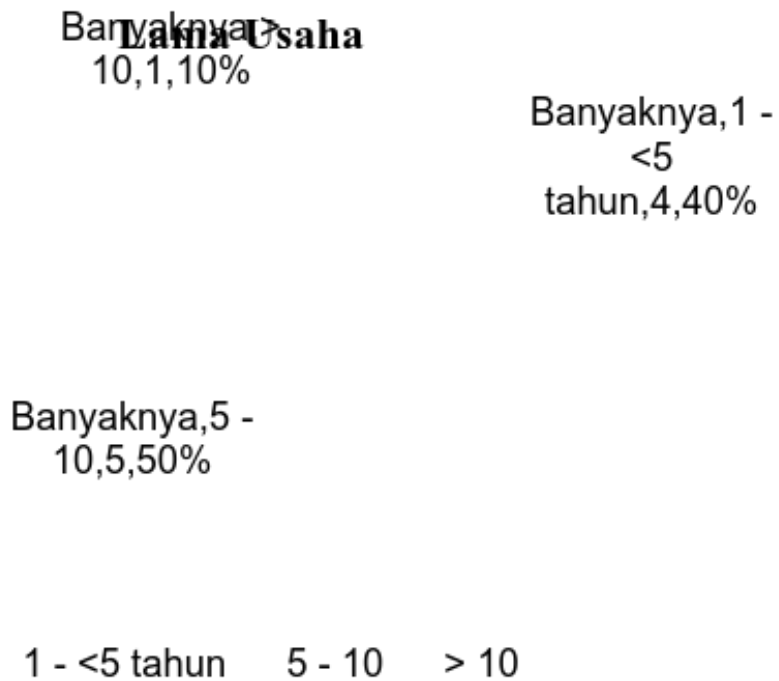 Lama Usaha
Banyaknya,>
10,1,10%
Banyaknya,1 -
<5
tahun,4,40%
Banyaknya,5 -
10,5,50%
1 - <5 tahun 5 - 10 > 10